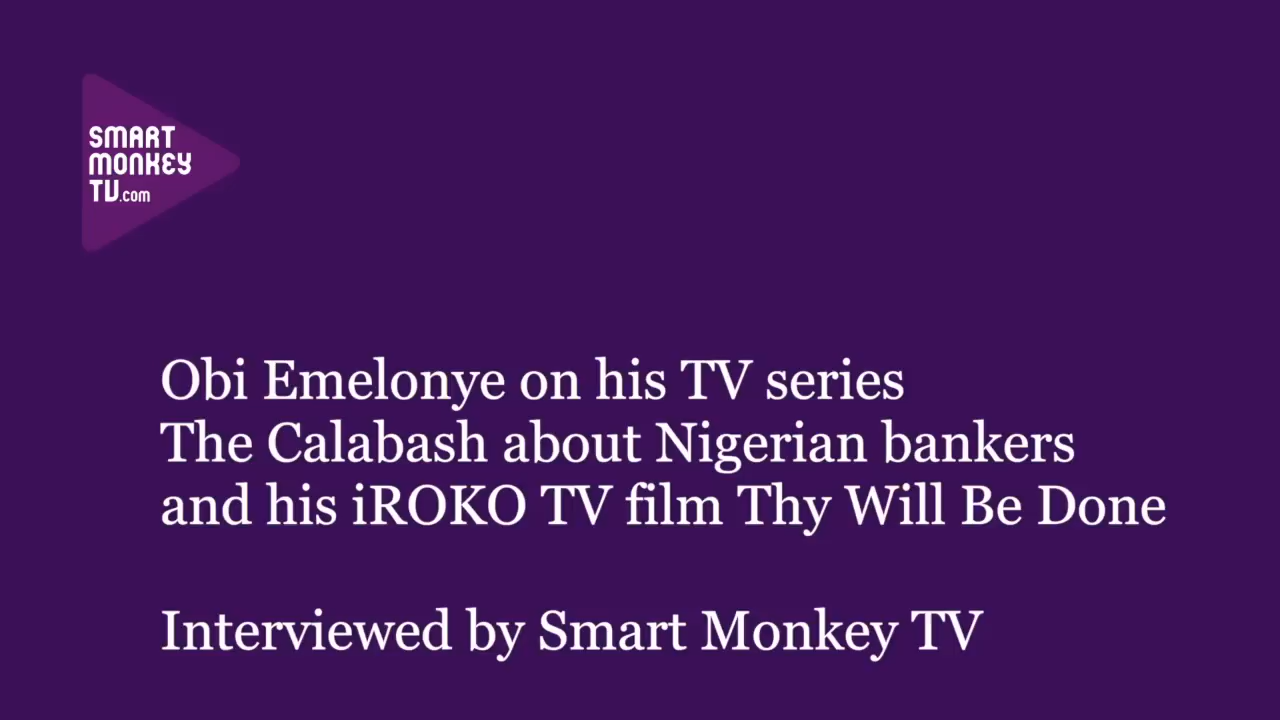 SMART
MONKEY
TV.com
Obi Emelonye on his TV series
The Calabash about Nigerian bankers
and his iROKO TV film Thy Will Be Done
Interviewed by Smart Monkey TV